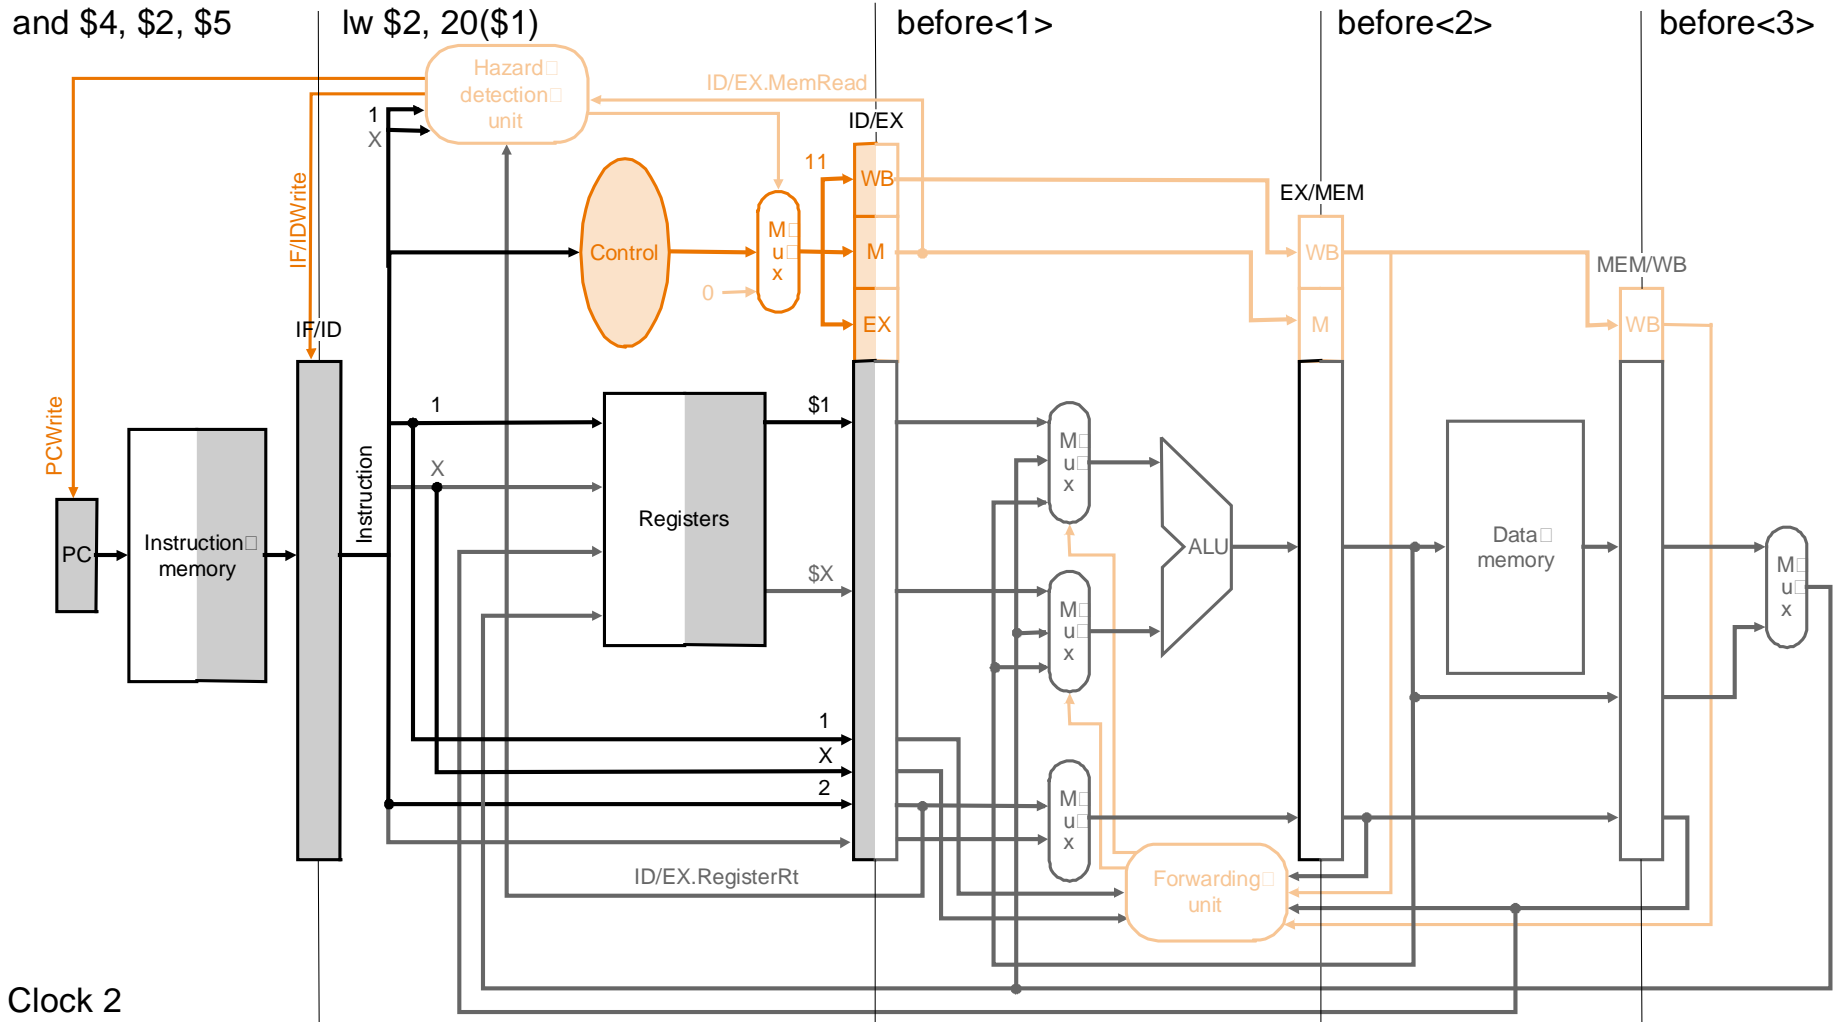 and $4, $2, $5
lw $2, 20($1)
before<1>
before<2>
before<3>
Hazard
detection
unit
ID/EX.MemRead
1
X
ID/EX
11
WB
EX/MEM
IF/IDWrite
Control
M
u
x
M
WB
MEM/WB
0
EX
M
WB
IF/ID
PCWrite
1
$1
Instruction
M
u
x
X
Registers
PC
Instruction
memory
ALU
Data
memory
M
u
x
$X
M
u
x
1
X
2
M
u
x
ID/EX.RegisterRt
Forwarding
unit
Clock 2